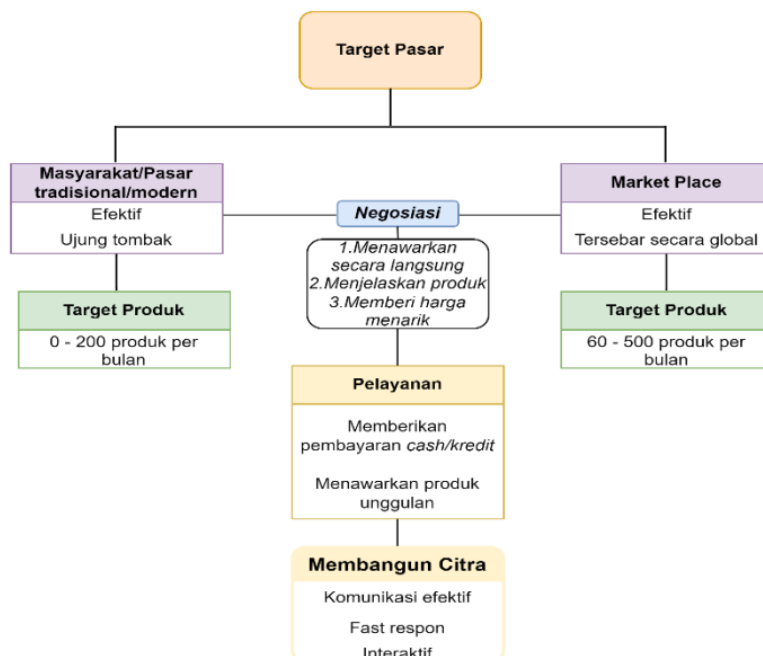 Target Pasar
Masyarakat/Pasar
tradisional/modern
Efektif
Ujung tombak
Negosiasi
Market Place
Efektif
Tersebar secara global
1.Menawarkan
secara langsung
2.Menjelaskan produk
3.Memberi harga
menarik
Target Produk
0 - 200 produk per
bulan
Target Produk
60 - 500 produk per
bulan
Pelayanan
Memberikan
pembayaran cash/kredit
Menawarkan produk
unggulan
Membangun Citra
Komunikasi efektif
Fast respon
Interaktif